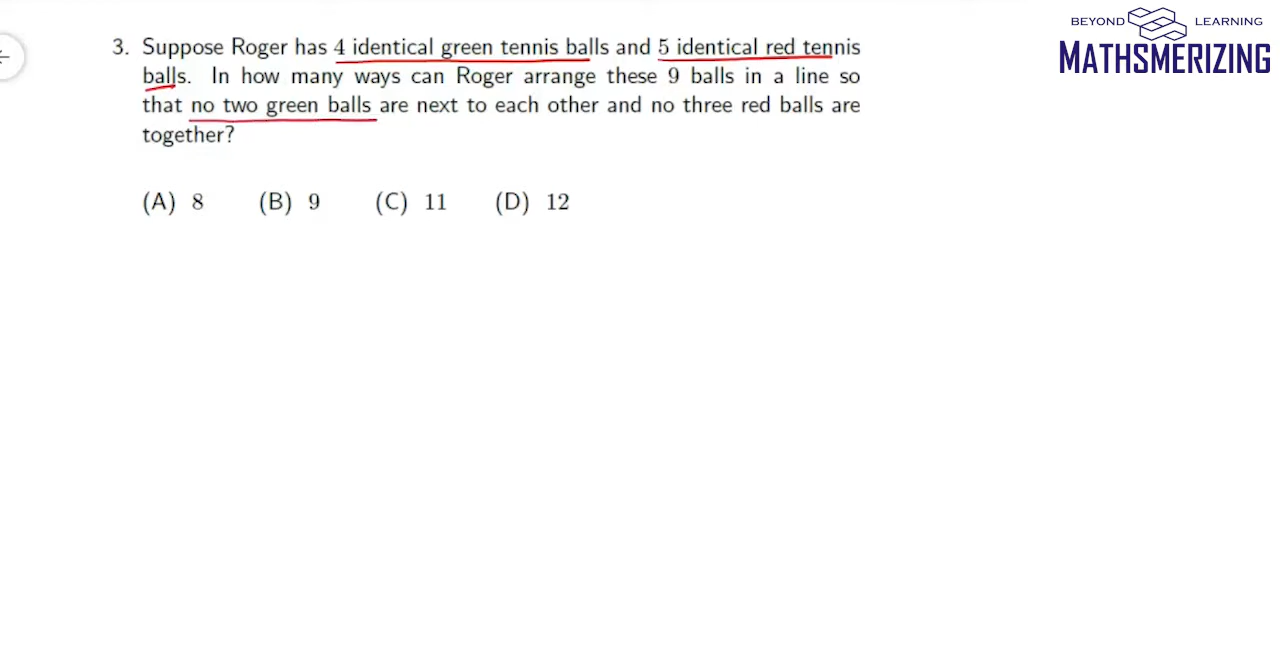 BEYOND LEARNING
MATHSMERIZING
3. Suppose Roger has 4 identical green tennis balls and 5 identical red tennis
balls. In how many ways can Roger arrange these 9 balls in a line so
that no two green balls are next to each other and no three red balls are
together?
(A) 8 (B) 9 (C) 11 (D) 12